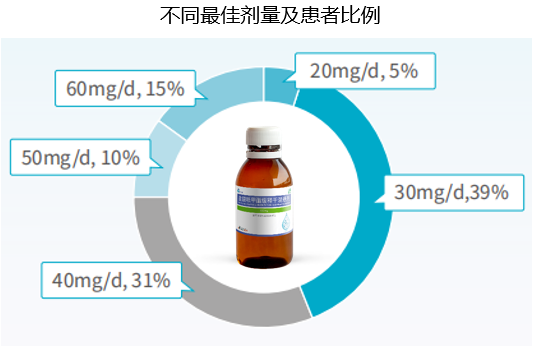 不同最佳剂量及患者比例
20mg/d, 5%
60mg/d, 15%
50mg/d, 10%
30mg/d,39%
40mg/d, 31%